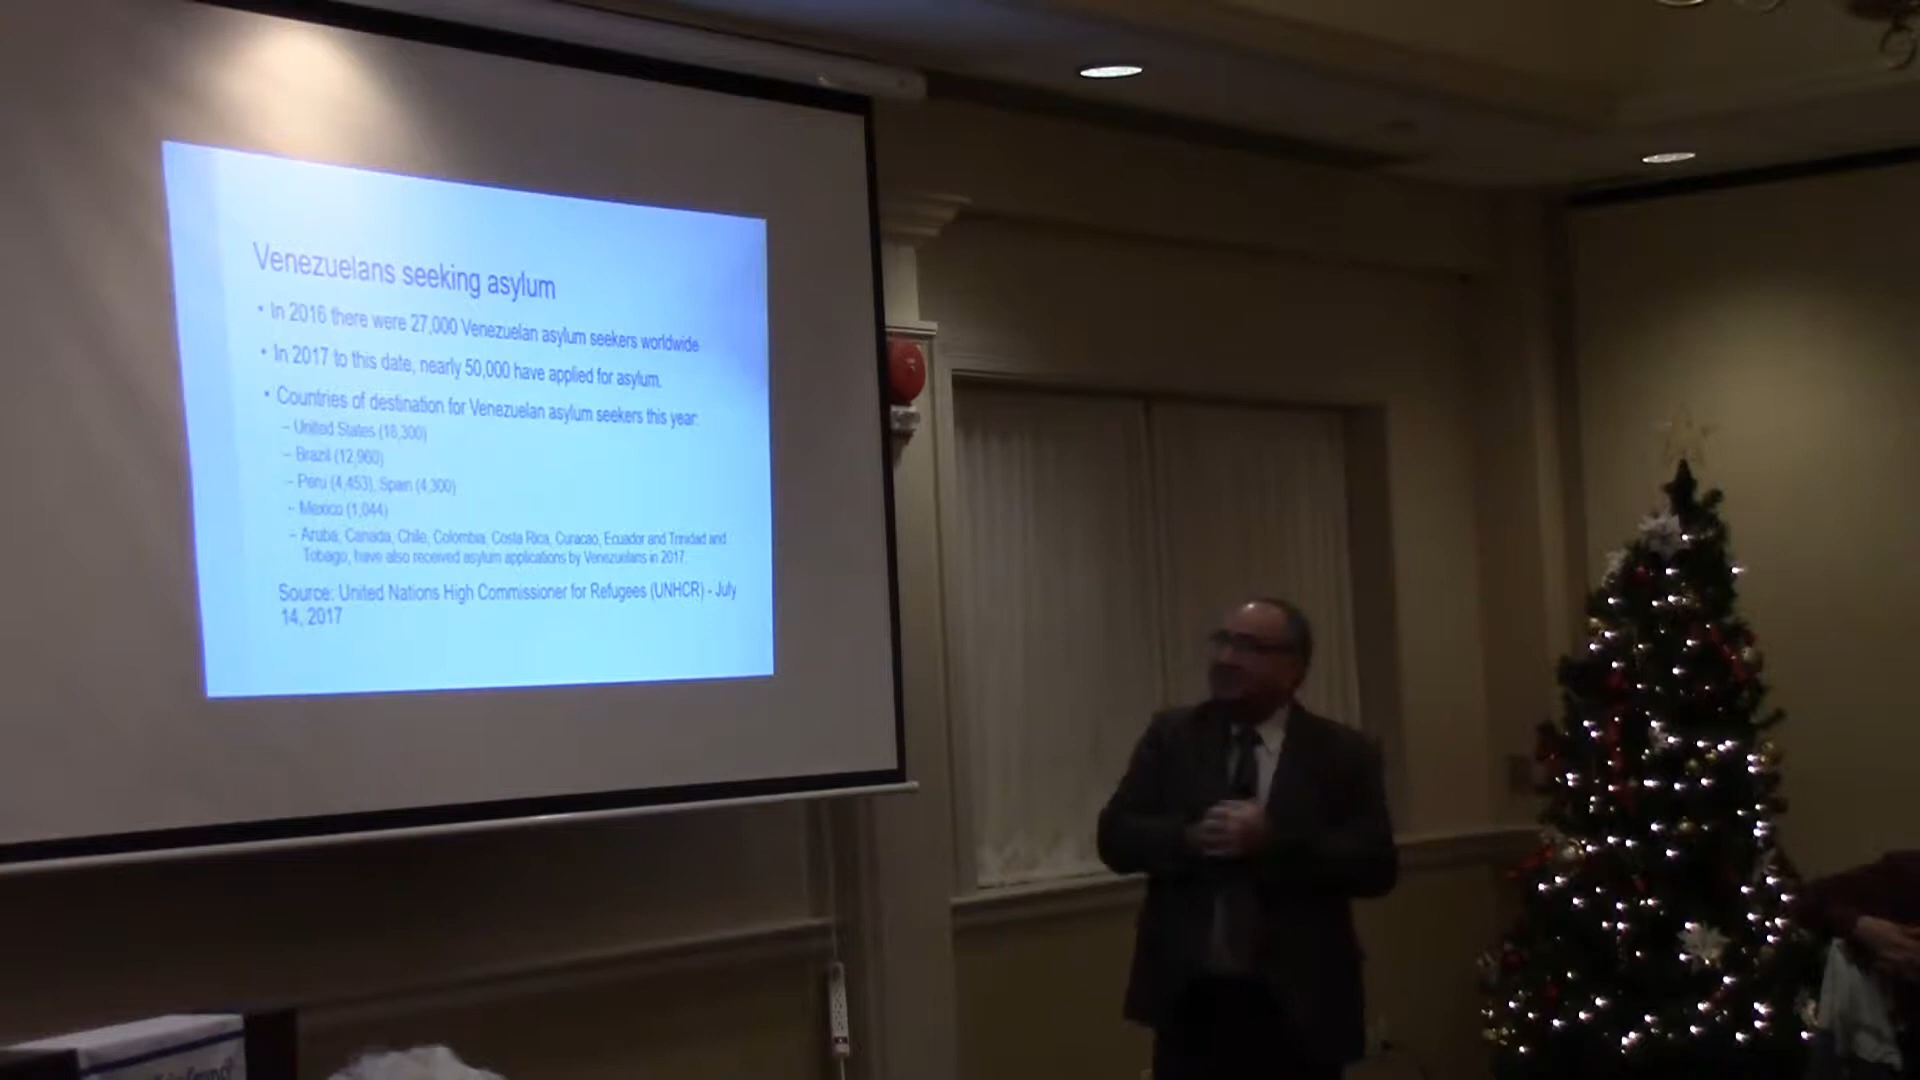 Venezuelans seeking asylum
• In 2016 there were 27,000 Venezuelan asylum seekers worldwide
• In 2017 to this date, nearly 50,000 have applied for asylum.
• Countries of destination for Venezuelan asylum seekers this year:
– United States (18,300)
– Brazil (12,960)
– Peru (4,453), Spain (4,300)
– Mexico (1,044)
– Aruba, Canada, Chile, Colombia, Costa Rica, Curacao, Ecuador and Trinidad and
Tobago, have also received asylum applications by Venezuelans in 2017.
Source: United Nations High Commissioner for Refugees (UNHCR) - July
14, 2017